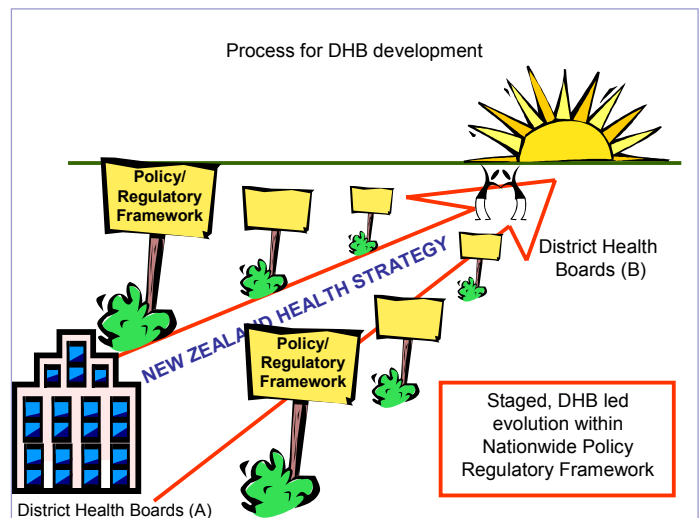 Process for DHB development
Policy/
Regulatory
Framework
NEW ZEALAND HEALTH STRATEGY
District Health
Boards (B)
Policy/
Regulatory
Framework
Staged, DHB led
evolution within
Nationwide Policy
Regulatory Framework
District Health Boards (A)